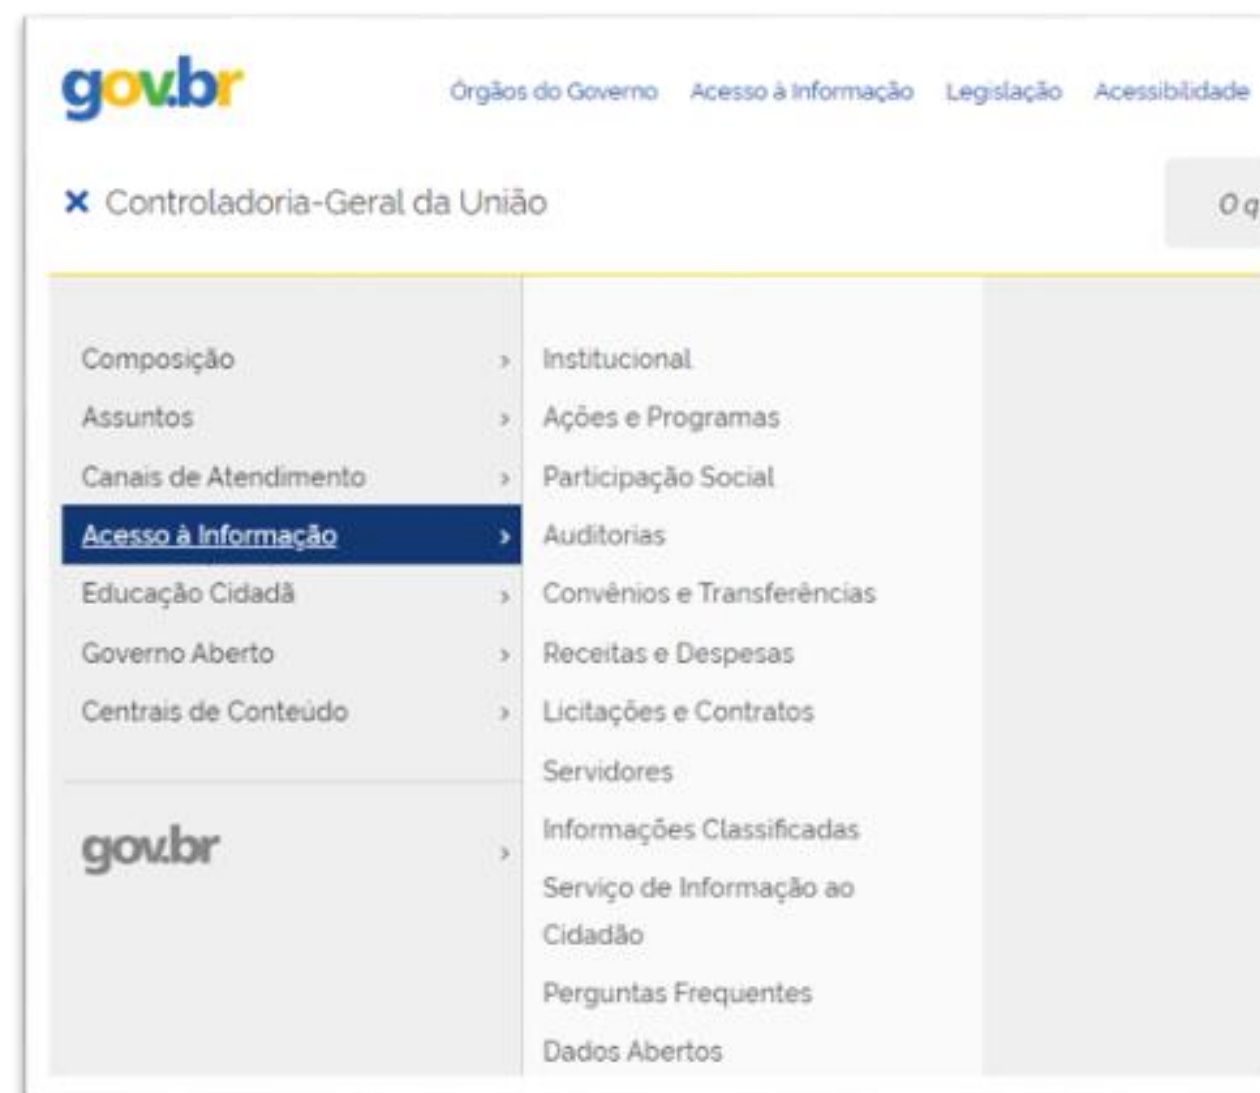 gov.br
Órgãos do Governo Acesso à Informação Legislação Acessibilidade
Controladoria-Geral da União
O q
Composição
Assuntos
Canais de Atendimento
Acesso à Informação
Educação Cidadã
Governo Aberto
Centrais de Conteúdo
gov.br
Institucional
Ações e Programas
Participação Social
Auditorias
Convênios e Transferências
Receitas e Despesas
Licitações e Contratos
Servidores
Informações Classificadas
Serviço de Informação ao
Cidadão
Perguntas Frequentes
Dados Abertos